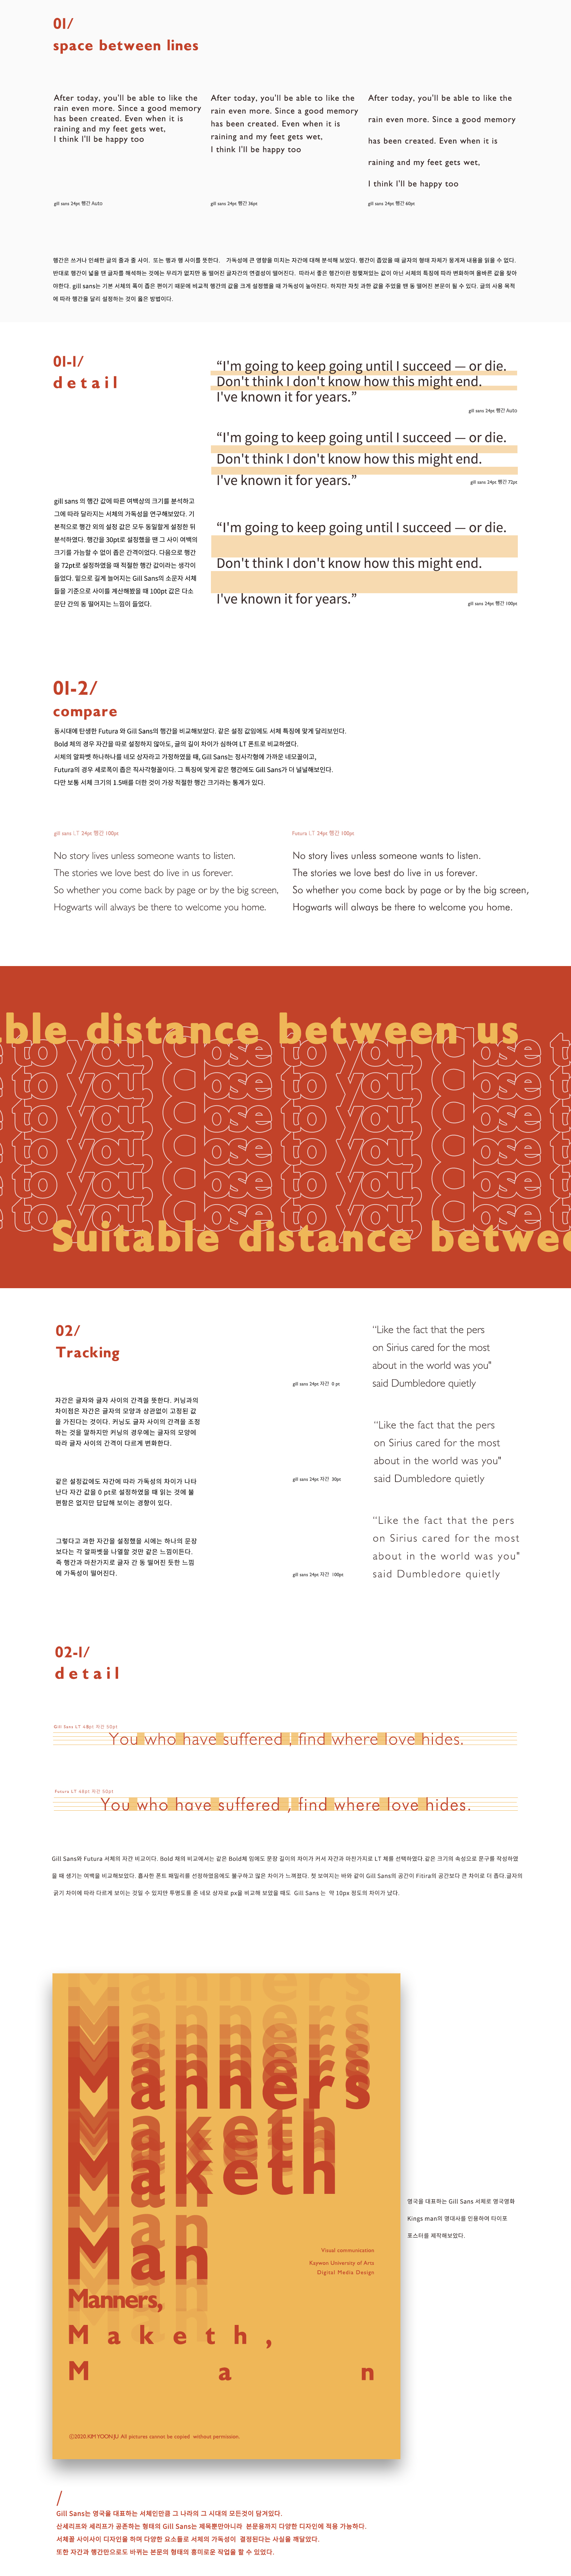 01/
space between lines
After today, you'll be able to like the
rain even more. Since a good memory
has been created. Even when it is
raining and my feet gets wet,
I think I'll be happy too
gill sans 24pt 행간 Auto
After today, you'll be able to like the
rain even more. Since a good memory
has been created. Even when it is
raining and my feet gets wet,
I think I'll be happy too
gill sans 24pt 행간 36pt
After today, you'll be able to like the
rain even more. Since a good memory
has been created. Even when it is
raining and my feet gets wet,
I think I'll be happy too
gill sans 24pt 행간 60pt
행간은 쓰거나 인쇄한 글의 줄과 줄 사이. 또는 행과 행 사이를 뜻한다. 가독성에 큰 영향을 미치는 자간에 대해 분석해 보았다. 행간이 좁았을 때 글자의 형태 자체가 뭉개져 내용을 읽을 수 없다.
반대로 행간이 넓을 땐 글자를 해석하는 것에는 무리가 없지만 동 떨어진 글자간의 연결성이 떨어진다. 따라서 좋은 행간이란 정혀져있는 값이 아닌 서체의 특징에 따라 변화하며 올바른 값을 찾아
야한다. gill sans는 기본 서체의 폭이 좁은 편이기 때문에 비교적 행간의 값을 크게 설정했을 때 가독성이 높아진다. 하지만 자칫 과한 값을 주었을 땐 동 떨어진 본문이 될 수 있다. 글의 사용 목적
에 따라 행간을 달리 설정하는 것이 옳은 방법이다.
01-1/
detail
“I'm going to keep going until I succeed — or die.
Don't think I don't know how this might end.
I've known it for years.”
gill sans 24pt 행간 Auto
“I'm going to keep going until I succeed — or die.
Don't think I don't know how this might end.
I've known it for years.”
gill sans 24pt 행간 72pt
“I'm going to keep going until I succeed — or die.
Don't think I don't know how this might end.
I've known it for years.”
gill sans 24pt 행간 100pt
gill sans 의 행간 값에 따른 여백상의 크기를 분석하고
그에 따라 달라지는 서체의 가독성을 연구해봤다. 기
본적으로 행간 외의 설정 값은 모두 동일할게 설정한 뒤
분석하였다. 행간을 30pt로 설정했을 땐 그 사이 여백의
크기를 가능할 수 없이 좁은 간격이었다. 다음으로 행간
을 72pt로 설정하였을 때 적절한 행간 값이라는 생각이
들었다. 밑으로 길게 늘어지는 Gill Sans의 소문자 서체
들을 기준으로 사이를 계산해봤을 때 100pt 값은 다소
문단 간의 동 떨어지는 느낌이 들었다.
01-2/
compare
동시대에 탄생한 Futura 와 Gill Sans의 행간을 비교해보았다. 같은 설정 값임에도 서체 특징에 맞게 달리보인다.
Bold 체의 경우 자간을 따로 설정하지 않아도, 글의 길이 차이가 심하여 LT 폰트로 비교하였다.
서체의 알파벳 하나하나를 네모 상자라고 가정하였을 때, Gill Sans는 정사각형에 가까운 네모꼴이고,
Futura의 경우 세로폭이 좁은 직사각형꼴이다. 그 특징에 맞게 같은 행간에도 Gill Sans가 더 널널해보인다.
다만 보통 서체 크기의 1.5배를 더한 것이 가장 적절한 행간 크기라는 통계가 있다.
gill sans LT 24pt 행간 100pt
No story lives unless someone wants to listen.
The stories we love best do live in us forever.
So whether you come back by page or by the big screen,
Hogwarts will always be there to welcome you home.
Futura LT 24pt 행간 100pt
No story lives unless someone wants to listen.
The stories we love best do live in us forever.
So whether you come back by page or by the big screen,
Hogwarts will always be there to welcome you home.
ble distance between us
Suitable distance betwee
02/
Tracking
자간은 글자와 글자 사이의 간격을 뜻한다. 커닝과의
차이점은 자간은 글자의 모양과 상관없이 고정된 값
을 가진다는 것이다. 커닝도 글자 사이의 간격을 조정
하는 것을 말하지만 커닝의 경우에는 글자의 모양에
따라 글자 사이의 간격이 다르게 변화한다.
같은 설정값에도 자간에 따라 가독성의 차이가 나타
난다 자간 값을 0 pt로 설정하였을 때 읽는 것에 불
편함은 없지만 답답해 보이는 경향이 있다.
그렇다고 과한 자간을 설정했을 시에는 하나의 문장
보다는 각 알파벳을 나열할 것만 같은 느낌이든다.
즉 행간과 마찬가지로 글자 간 동 떨어진 듯한 느낌
에 가독성이 떨어진다.
“Like the fact that the pers
on Sirius cared for the most
about in the world was you"
said Dumbledore quietly
gill sans 24pt 자간 0 pt
“Like the fact that the pers
on Sirius cared for the most
about in the world was you"
said Dumbledore quietly
gill sans 24pt 자간 30pt
“Like the fact that the pers
on Sirius cared for the most
about in the world was you"
said Dumbledore quietly
gill sans 24pt 자간 100pt
02-1/
detail
Gill Sans LT 48pt 자간 50pt
You who have suffered , find where love hides.
Futura LT 48pt 자간 50pt
You who have suffered , find where love hides.
Gill Sans와 Futura 서체의 자간 비교이다. Bold 체의 비교에서는 같은 Bold체 임에도 문장 길이의 차이가 커서 자간과 마찬가지로 LT 체를 선택하였다.같은 크기의 속성으로 문구를 작성하였
을 때 생기는 여백을 비교해보았다. 흡사한 폰트 패밀리를 선정하였음에도 불구하고 않은 차이가 느껴졌다. 첫 보여지는 바와 같이 Gill Sans의 공간이 Fitira의 공간보다 큰 차이로 더 좁다.글자의
굵기 차이에 따라 다르게 보이는 것일 수 있지만 투명도를 준 네모 상자로 px을 비교해 보았을 때도 Gill Sans 는 약 10px 정도의 차이가 났다.
Manners
Maketh
Man
Visual communication
Kaywon University of Arts
Digital Media Design
Manners,
Maketh,
Man
©2020.KIM YOON JU All pictures cannot be copied without permission.
영국을 대표하는 Gill Sans 서체로 영국영화
Kings man의 명대사를 인용하여 타이포
포스터를 제작해보았다.
/
Gill Sans는 영국을 대표하는 서체인만큼 그 나라의 그 시대의 모든것이 담겨있다.
산세리프와 세리프가 공존하는 형태의 Gill Sans는 제목뿐만아니라 본문용까지 다양한 디자인에 적용 가능하다.
서체꼴 사이사이 디자인을 하며 다양한 요소들로 서체의 가독성이 결정된다는 사실을 깨달았다.
또한 자간과 행간만으로도 바뀌는 본문의 형태의 흥미로운 작업을 할 수 있었다.